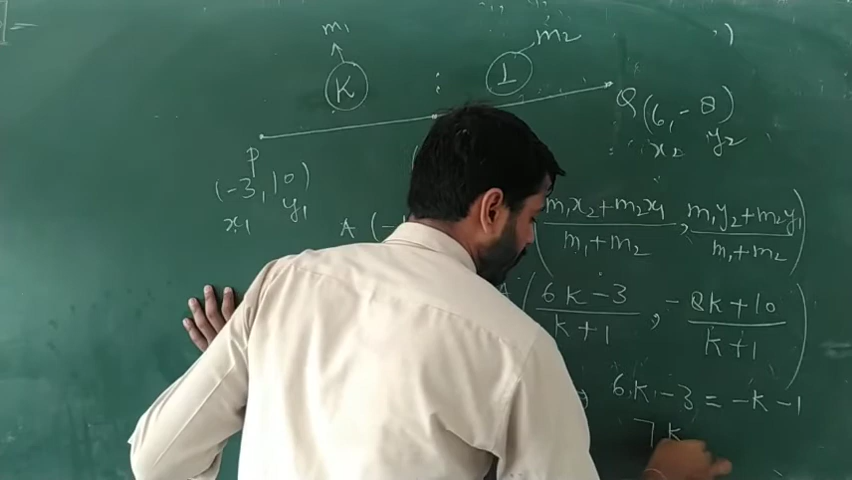 m₁ m₂
K 1
P Q (6, -8)
(-3, 10) x₂ y₂
x₁ y₁
A (-1
(m₁x₂+m₂x₁/m₁+m₂, m₁y₂+m₂y₁/m₁+m₂)
A (6K-3/K+1, -8K+10/K+1)
6K-3 = -K-1
7K